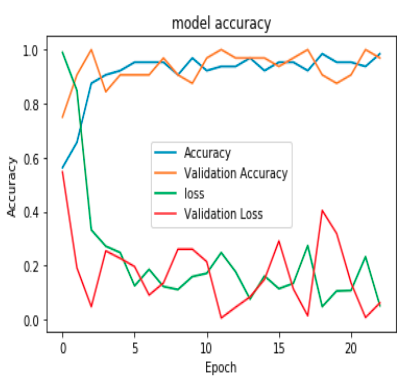 model accuracy
1.0
0.8
0.6
0.4
0.2
0.0
Accuracy
Accuracy
Validation Accuracy
loss
Validation Loss
0 5 10 15 20
Epoch